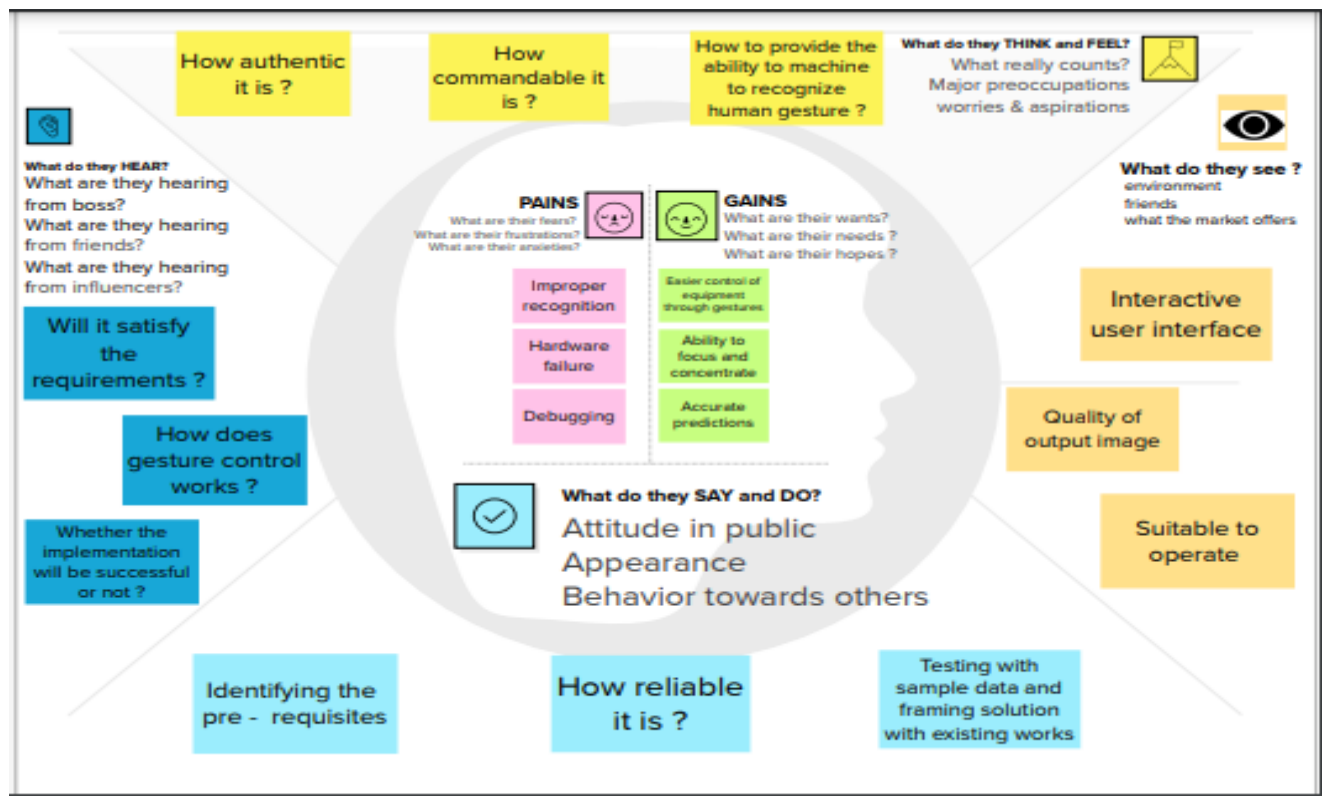 How authentic
it is ?
How
commandable it
is ?
How to provide the
ability to machine
to recognize
human gesture ?
What do they THINK and FEEL?
What really counts?
Major preoccupations
worries & aspirations
What do they HEAR?
What are they hearing
from boss?
What are they hearing
from friends?
What are they hearing
from influencers?
What do they see ?
environment
friends
what the market offers
PAINS
What are their fears?
What are their frustrations?
What are their anxieties?
GAINS
What are their wants?
What are their needs ?
What are their hopes ?
Improper
recognition
Hardware
failure
Debugging
Easier control of
equipment
through gestures
Ability to
focus and
concentrate
Accurate
predictions
Will it satisfy
the
requirements ?
How does
gesture control
works ?
Whether the
implementation
will be successful
or not ?
Interactive
user interface
Quality of
output image
Suitable to
operate
What do they SAY and DO?
Attitude in public
Appearance
Behavior towards others
Identifying the
pre - requisites
How reliable
it is ?
Testing with
sample data and
framing solution
with existing works